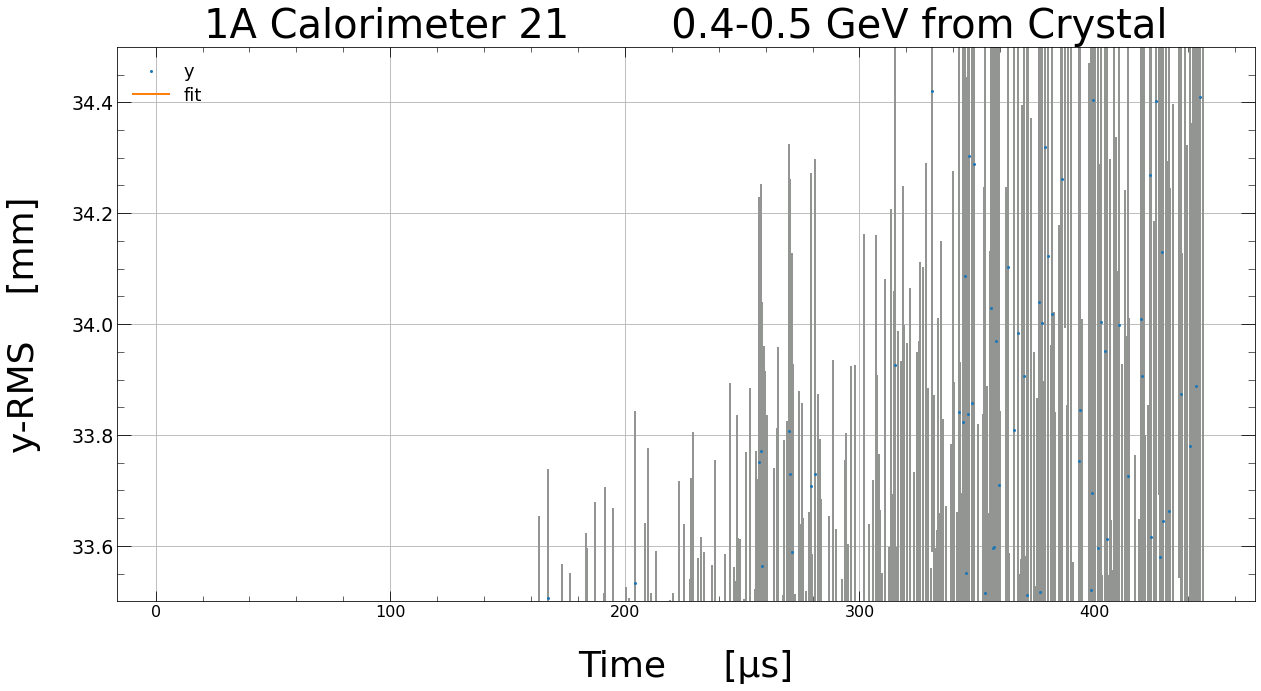 1A Calorimeter 21 0.4-0.5 GeV from Crystal
y
fit
34.4
34.2
34.0
33.8
33.6
y-RMS [mm]
0 100 200 300 400
Time [µs]